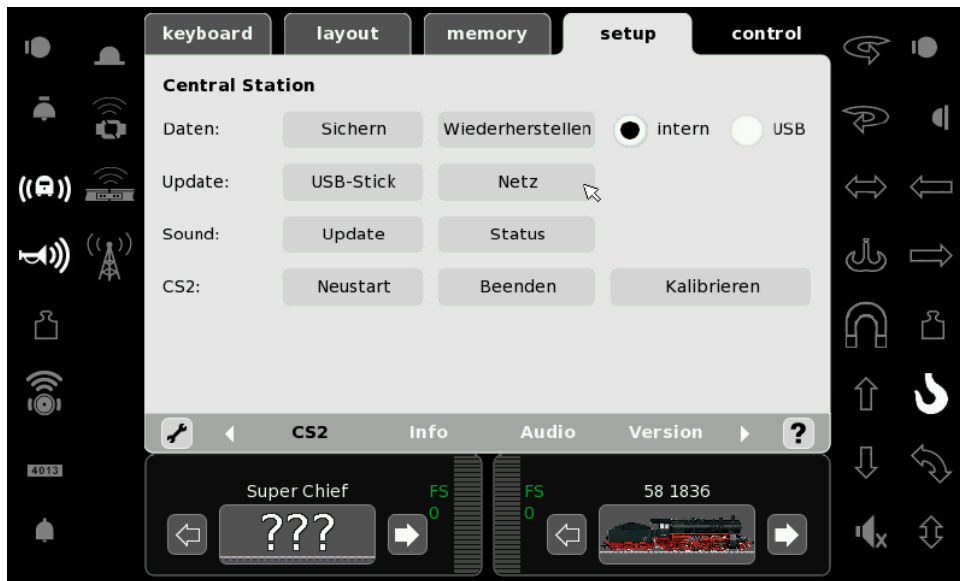 keyboard layout memory setup control
Central Station
Daten: Sichern Wiederherstellen intern USB
Update: USB-Stick Netz
Sound: Update Status
CS2: Neustart Beenden Kalibrieren
CS2 Info Audio Version ?
4013
Super Chief FS FS 58 1836
0 0
???